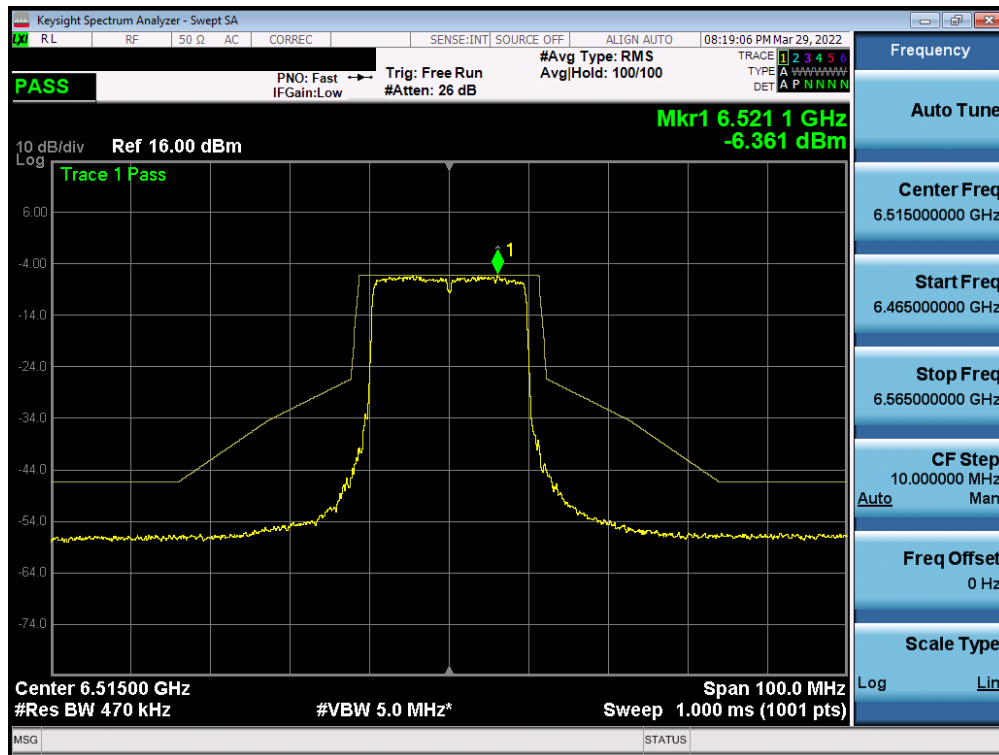 Keysight Spectrum Analyzer - Swept SA
LXI RL RF 50 Ω AC CORREC SENSE:INT SOURCE OFF ALIGN AUTO 08:19:06 PM Mar 29, 2022
Frequency
PASS
PNO: Fast
IFGain:Low
Trig: Free Run
#Atten: 26 dB
#Avg Type: RMS
Avg|Hold: 100/100
TRACE 1 2 3 4 5 6
TYPE A WWWWW
DET A P N N N N
Mkr1 6.521 1 GHz
-6.361 dBm
10 dB/div Ref 16.00 dBm
Log
Trace 1 Pass
1
6.00
-4.00
-14.0
-24.0
-34.0
-44.0
-54.0
-64.0
-74.0
Center 6.51500 GHz Span 100.0 MHz
#Res BW 470 kHz #VBW 5.0 MHz* Sweep 1.000 ms (1001 pts)
MSG STATUS
Auto Tune
Center Freq
6.515000000 GHz
Start Freq
6.465000000 GHz
Stop Freq
6.565000000 GHz
CF Step
10.000000 MHz
Auto Man
Freq Offset
0 Hz
Scale Type
Log Lin